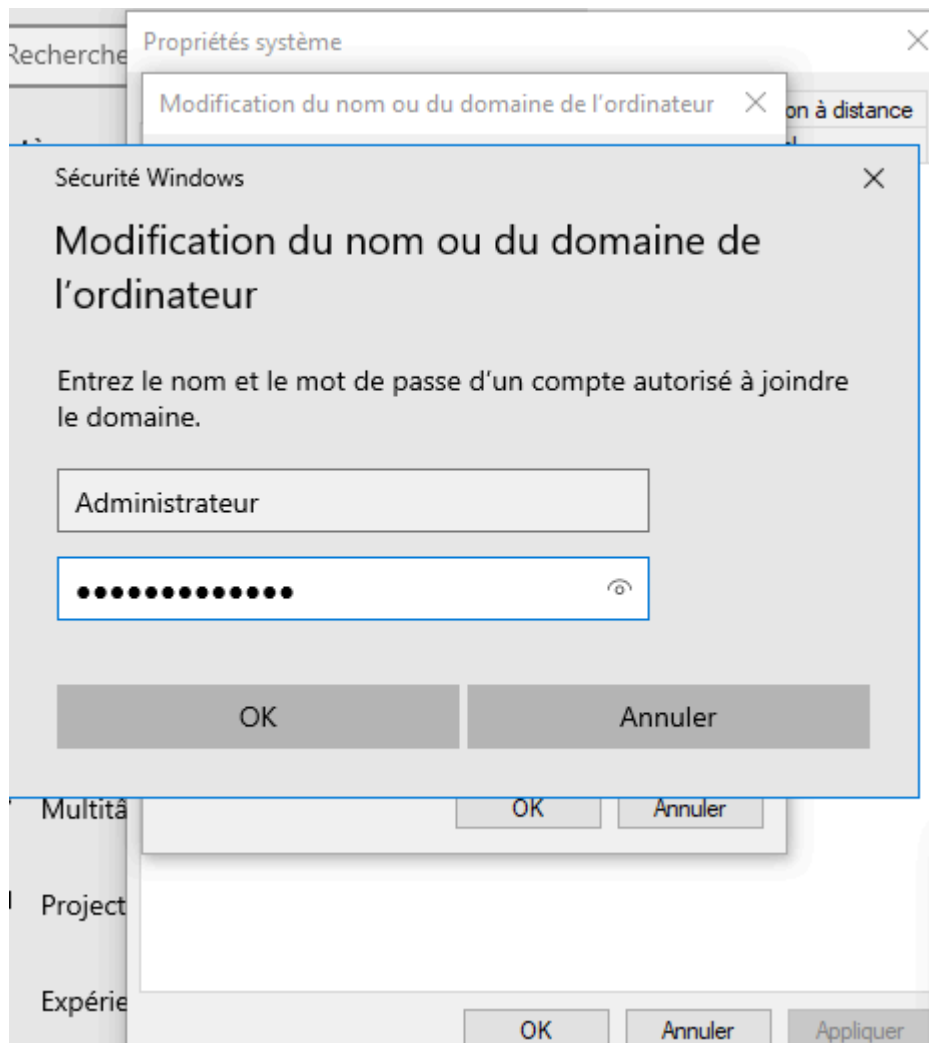 Recherche
Propriétés système
Modification du nom ou du domaine de l'ordinateur
on à distance
Sécurité Windows
Modification du nom ou du domaine de
l'ordinateur
Entrez le nom et le mot de passe d'un compte autorisé à joindre
le domaine.
Administrateur
•••••••••••••
OK
Annuler
Multitâ
OK
Annuler
Project
Expérie
OK
Annuler
Appliquer